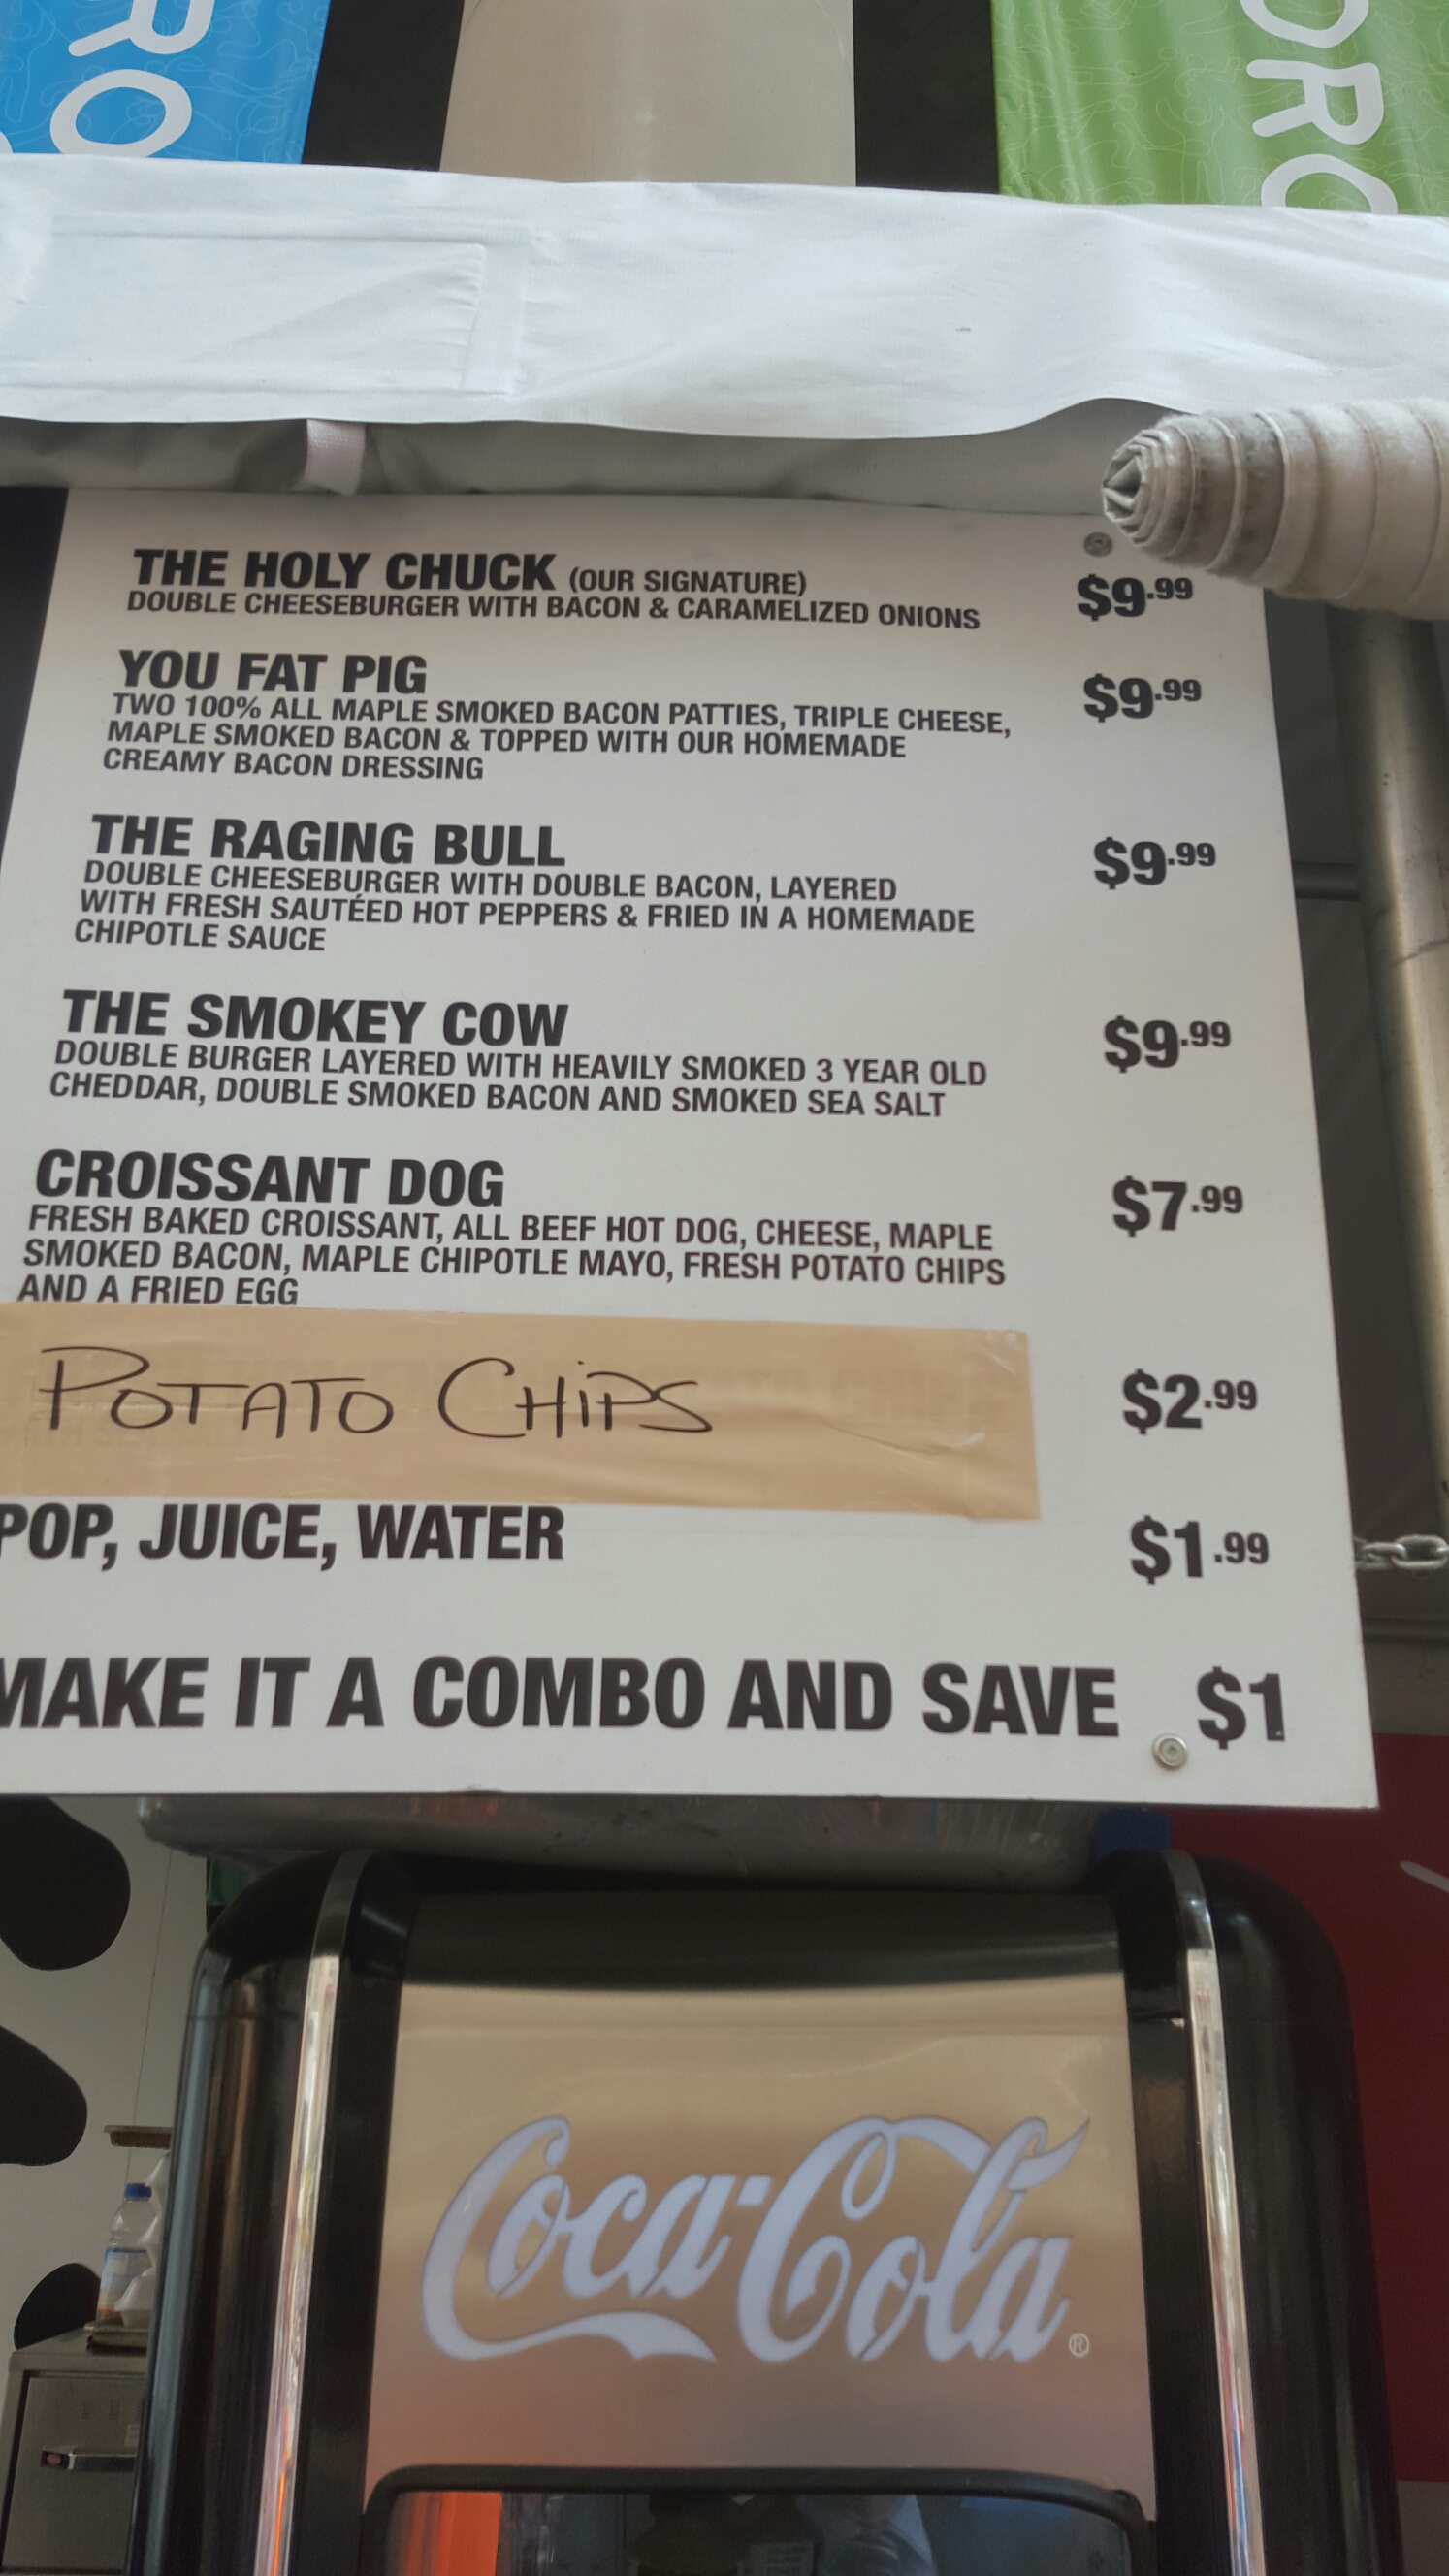 RO
ORO
THE HOLY CHUCK (OUR SIGNATURE) $9.99
DOUBLE CHEESEBURGER WITH BACON & CARAMELIZED ONIONS
YOU FAT PIG $9.99
TWO 100% ALL MAPLE SMOKED BACON PATTIES, TRIPLE CHEESE,
MAPLE SMOKED BACON & TOPPED WITH OUR HOMEMADE
CREAMY BACON DRESSING
THE RAGING BULL $9.99
DOUBLE CHEESEBURGER WITH DOUBLE BACON, LAYERED
WITH FRESH SAUTÉED HOT PEPPERS & FRIED IN A HOMEMADE
CHIPOTLE SAUCE
THE SMOKEY COW $9.99
DOUBLE BURGER LAYERED WITH HEAVILY SMOKED 3 YEAR OLD
CHEDDAR, DOUBLE SMOKED BACON AND SMOKED SEA SALT
CROISSANT DOG $7.99
FRESH BAKED CROISSANT, ALL BEEF HOT DOG, CHEESE, MAPLE
SMOKED BACON, MAPLE CHIPOTLE MAYO, FRESH POTATO CHIPS
AND A FRIED EGG
POTATO CHIPS $2.99
POP, JUICE, WATER $1.99
MAKE IT A COMBO AND SAVE $1
Coca-Cola ®